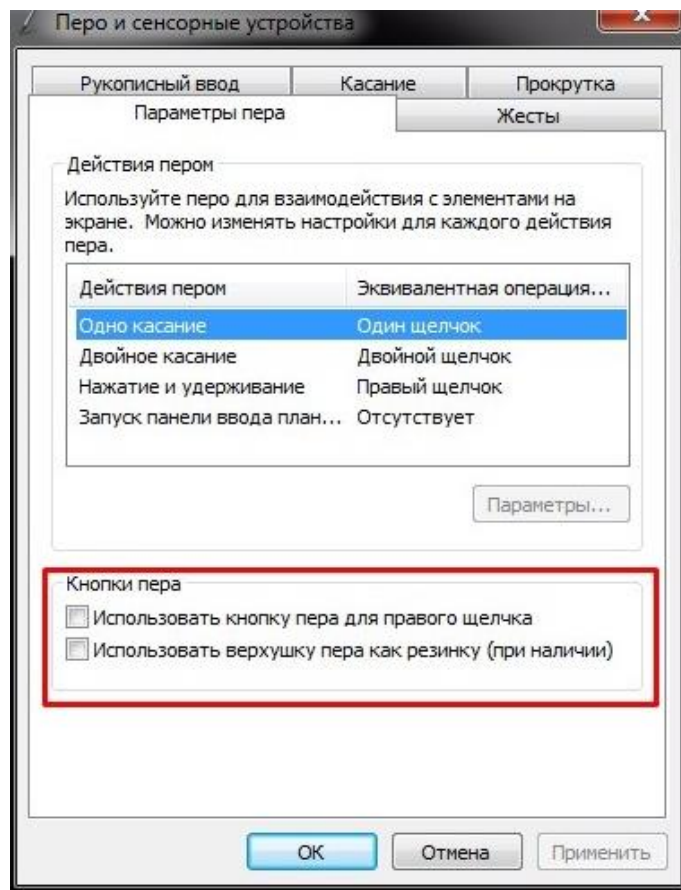 Перо и сенсорные устройства
Рукописный ввод Касание Прокрутка
Параметры пера Жесты
Действия пером
Используйте перо для взаимодействия с элементами на
экране. Можно изменять настройки для каждого действия
пера.
Действия пером Эквивалентная операция...
Одно касание Один щелчок
Двойное касание Двойной щелчок
Нажатие и удерживание Правый щелчок
Запуск панели ввода план... Отсутствует
Параметры...
Кнопки пера
Использовать кнопку пера для правого щелчка
Использовать верхушку пера как резинку (при наличии)
ОК Отмена Применить